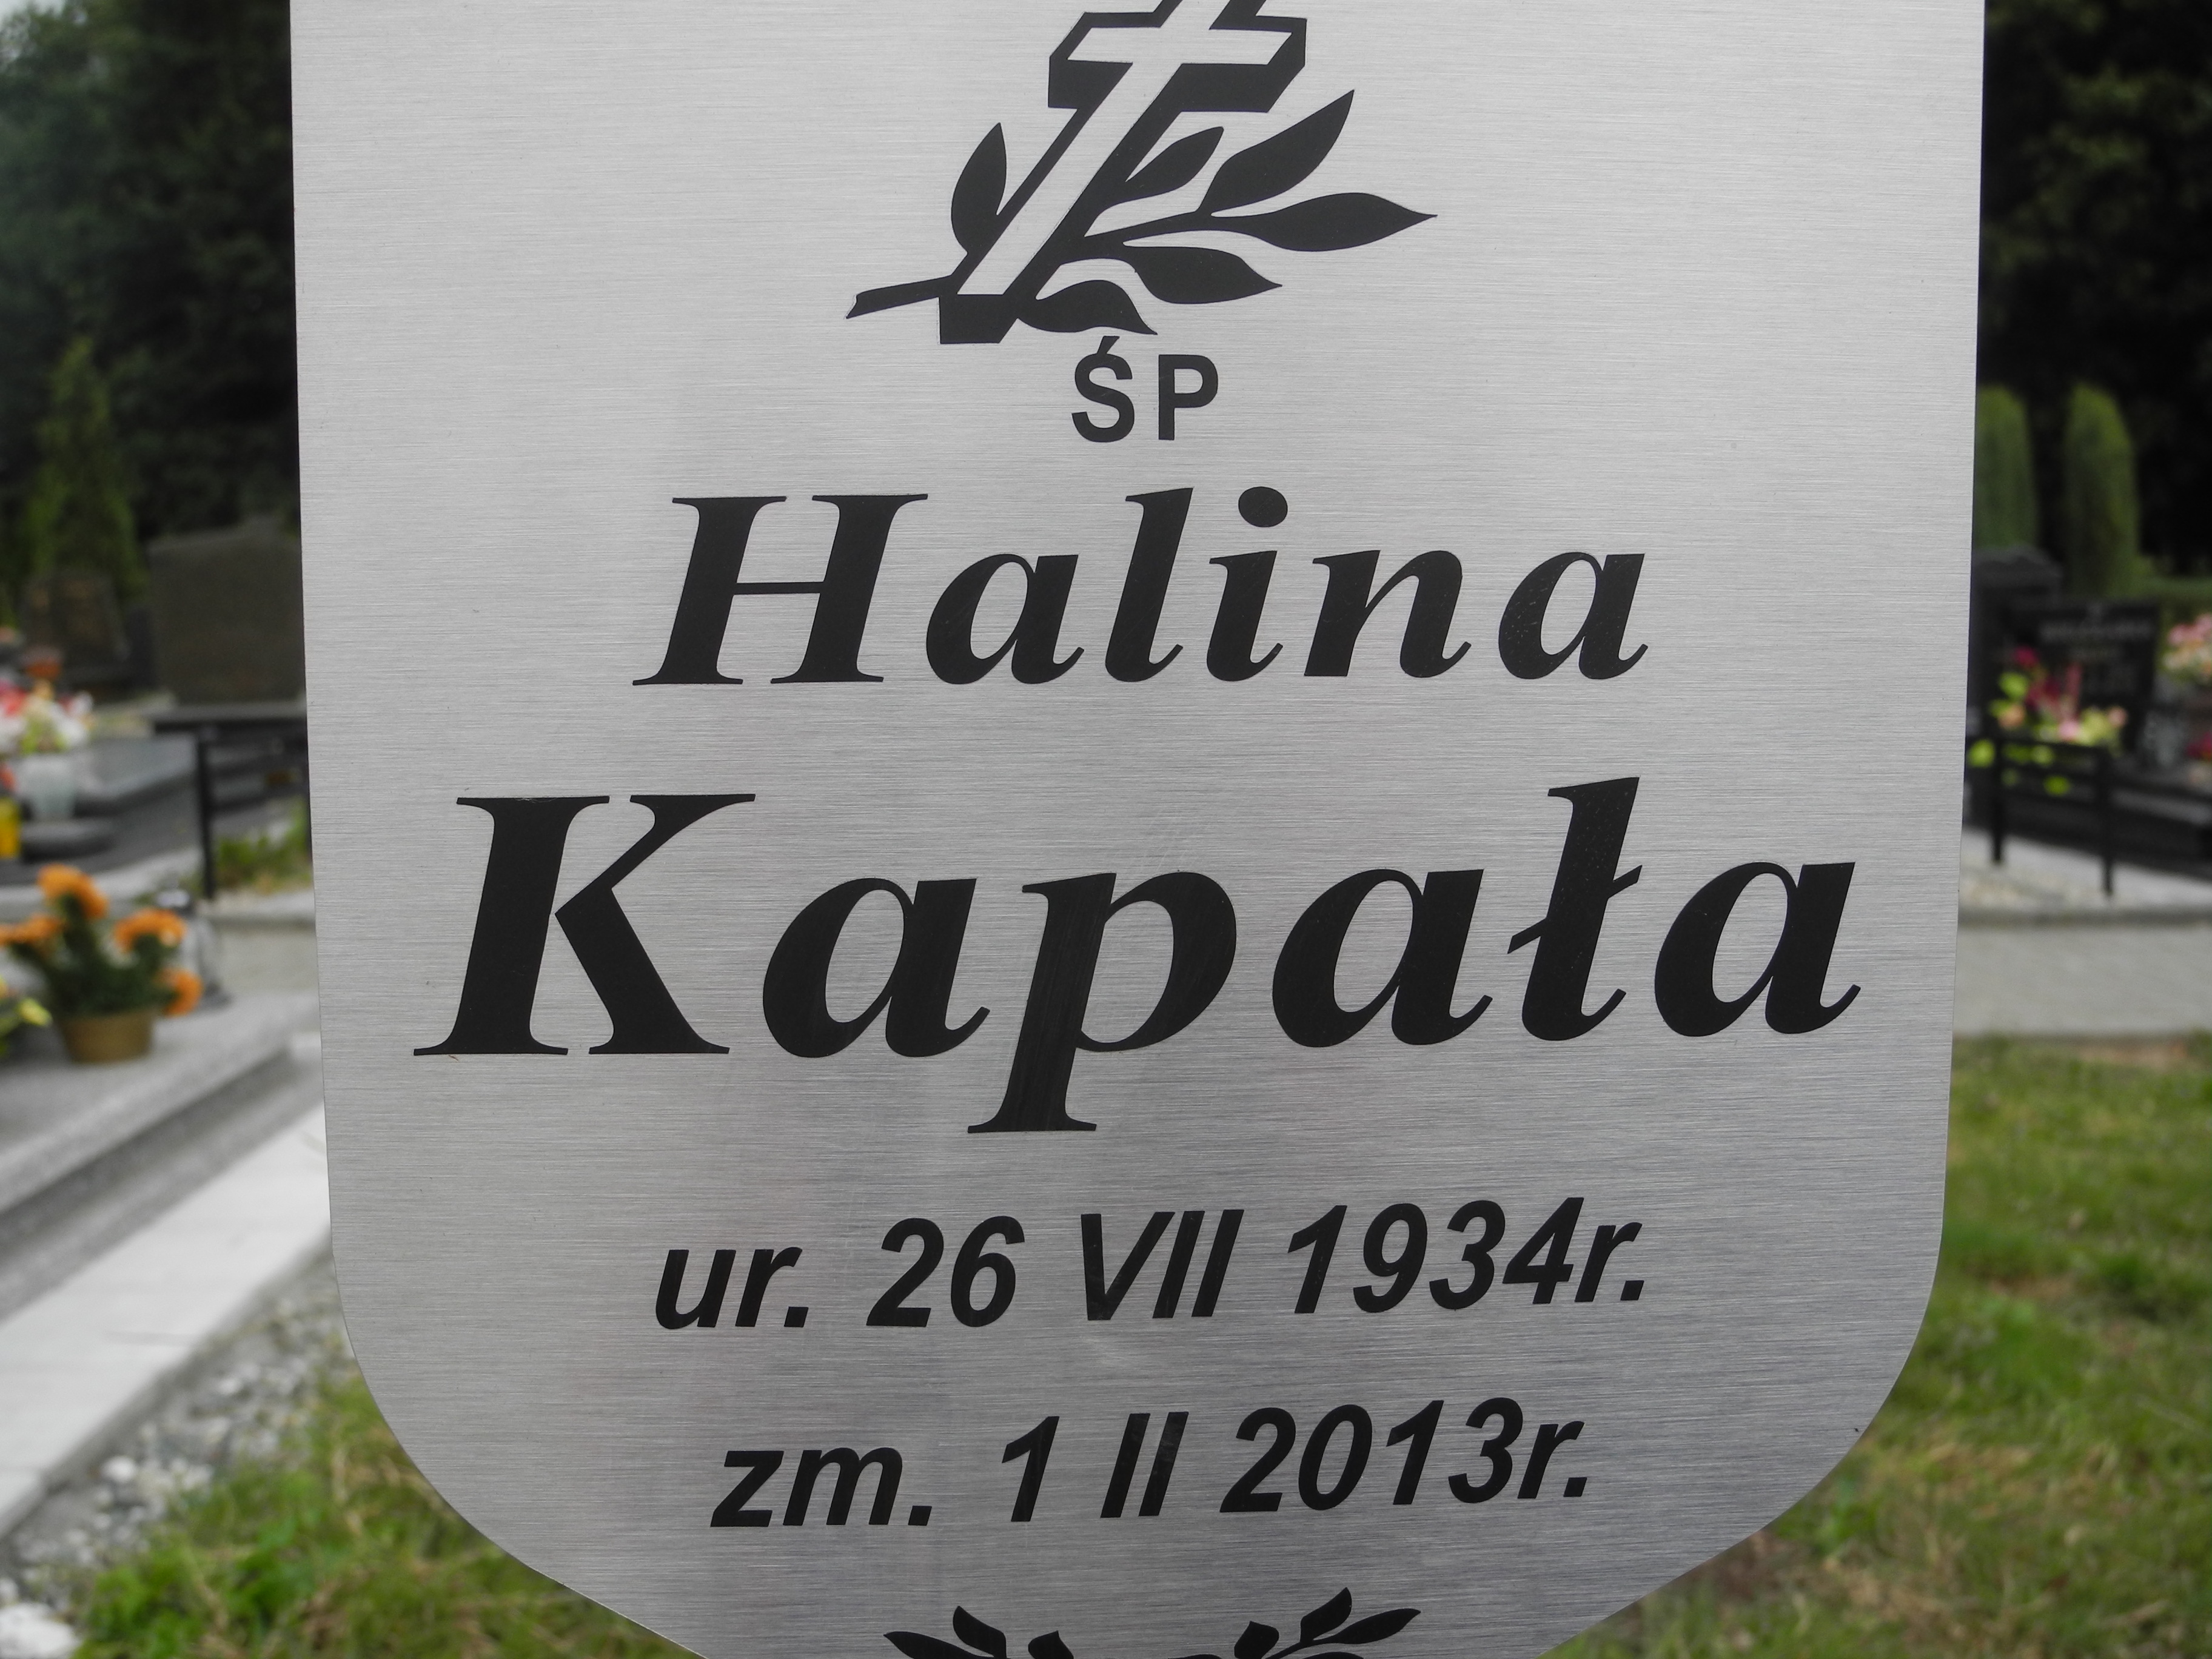 ŚP
Halina
Kapała
ur. 26 VII 1934r.
zm. 1 II 2013r.